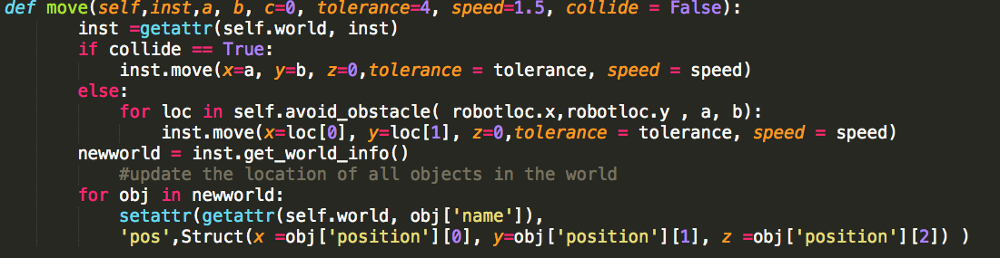 def move(self,inst,a, b, c=0, tolerance=4, speed=1.5, collide = False):
inst =getattr(self.world, inst)
if collide == True:
inst.move(x=a, y=b, z=0,tolerance = tolerance, speed = speed)
else:
for loc in self.avoid_obstacle( robotloc.x,robotloc.y , a, b):
inst.move(x=loc[0], y=loc[1], z=0,tolerance = tolerance, speed = speed)
newworld = inst.get_world_info()
#update the location of all objects in the world
for obj in newworld:
setattr(getattr(self.world, obj['name']),
'pos',Struct(x =obj['position'][0], y=obj['position'][1], z =obj['position'][2]) )